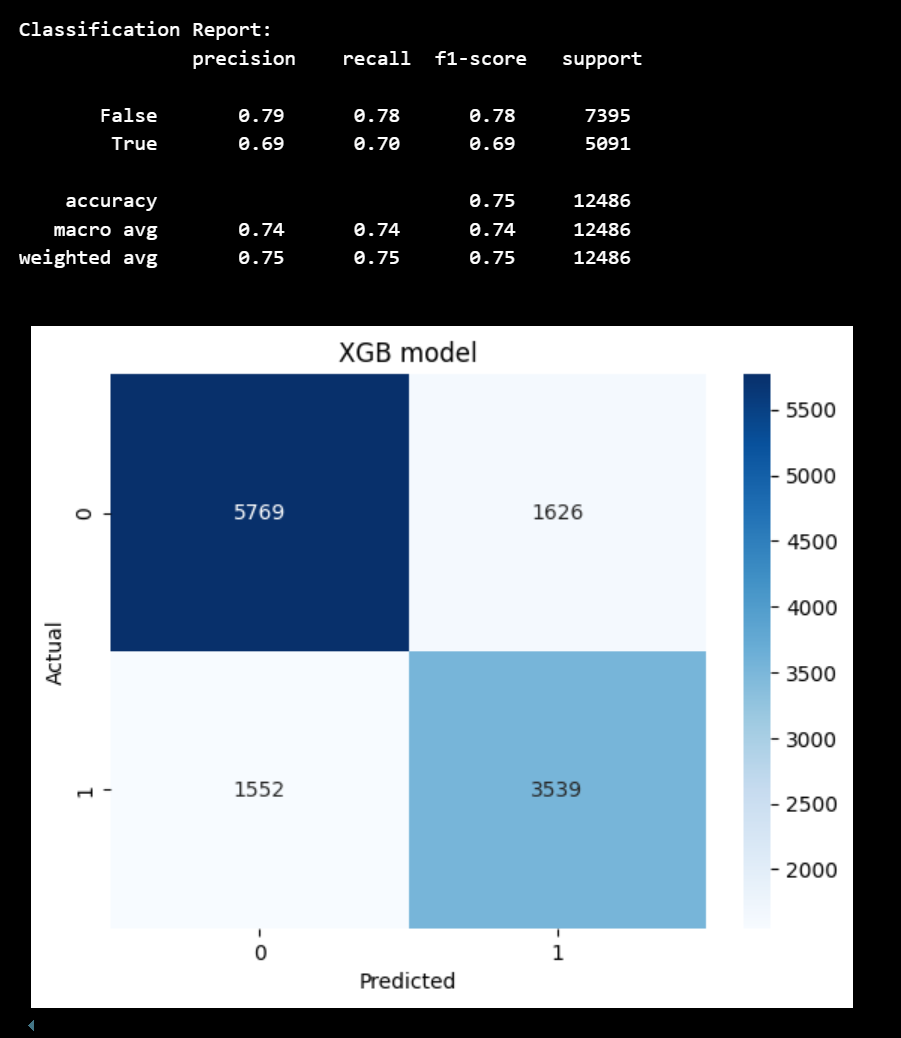 Classification Report:
precision recall f1-score support
False 0.79 0.78 0.78 7395
True 0.69 0.70 0.69 5091
accuracy 0.75 12486
macro avg 0.74 0.74 0.74 12486
weighted avg 0.75 0.75 0.75 12486
XGB model
5500
5000
4500
4000
3500
3000
2500
2000
Actual
0
1
5769 1626
1552 3539
0 1
Predicted